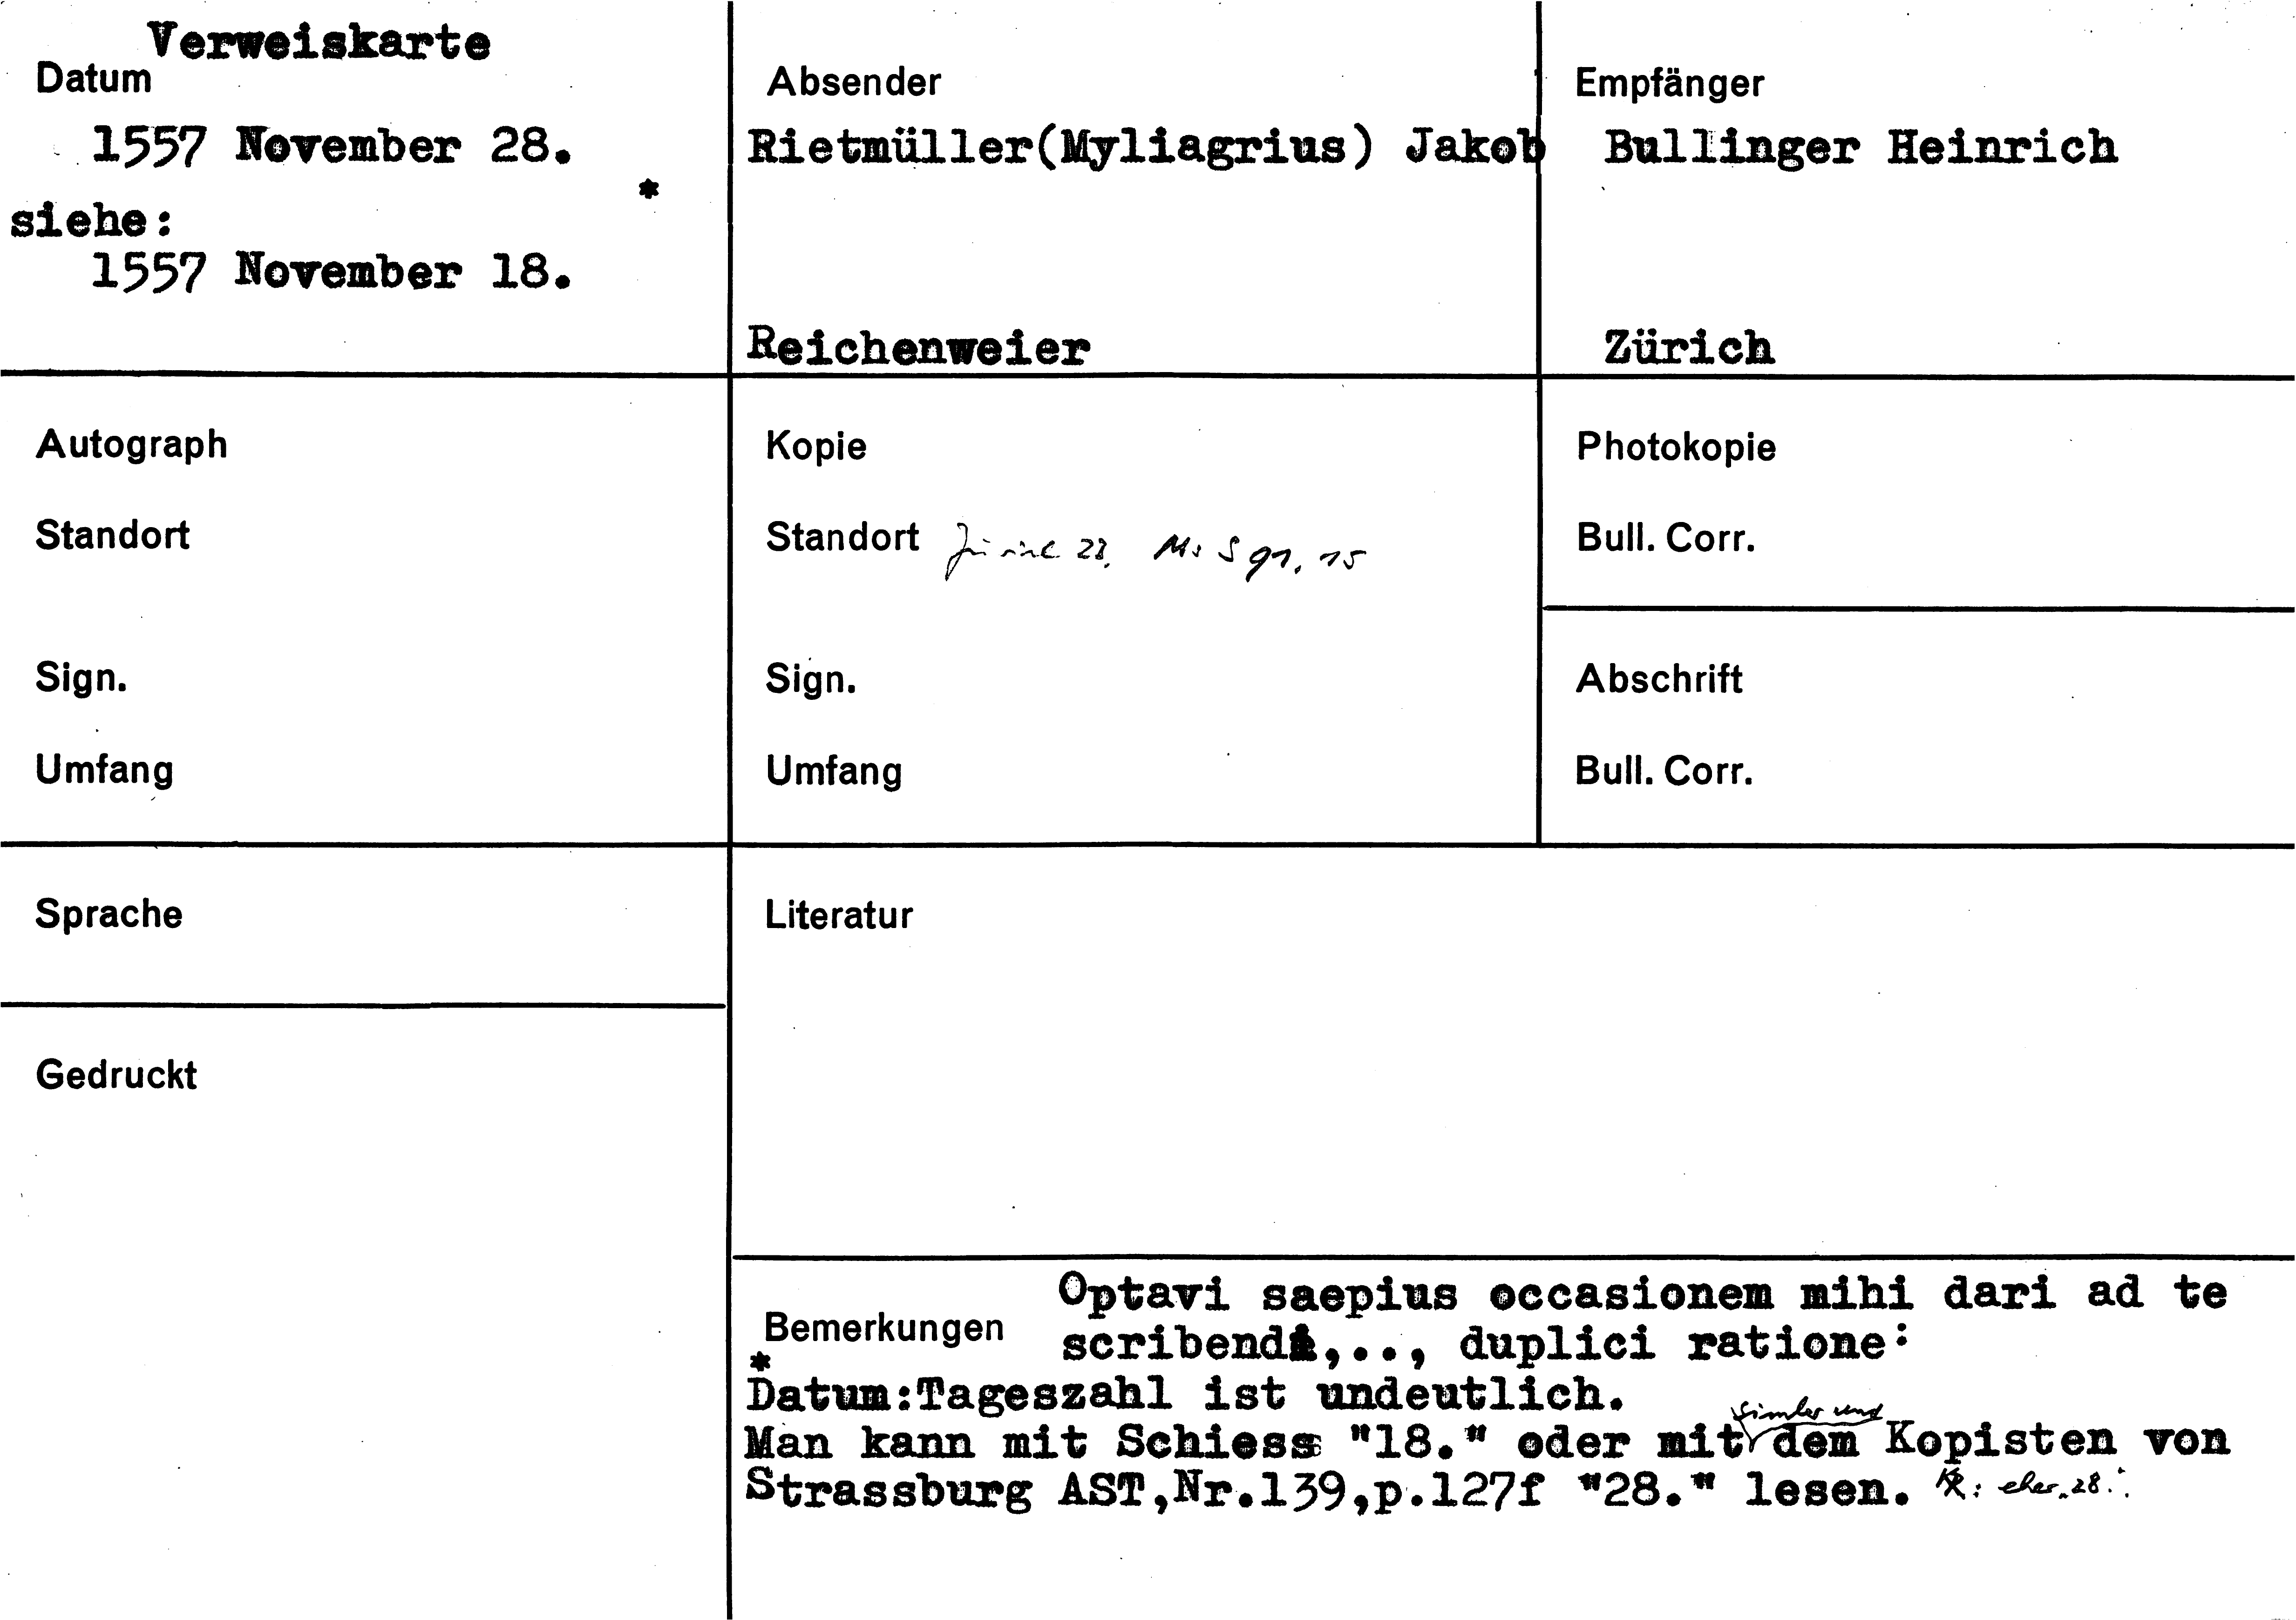 Verweiskarte
Datum
1557 November 28.
*
siehe:
1557 November 18.
Absender
Rietmüller(Myliagrius) Jakob
Reichenweier
Empfänger
Bullinger Heinrich
Zürich
Autograph
Standort
Sign.
Umfang
Kopie
Standort Zürich ZB, Ms S 91, 15
Sign.
Umfang
Photokopie
Bull. Corr.
Abschrift
Bull. Corr.
Sprache
Literatur
Gedruckt
Bemerkungen
Optavi saepius occasionem mihi dari ad te
scribendi,.., duplici ratione:
*
Datum:Tageszahl ist undeutlich.
Simler und
Man kann mit Schiess "18." oder mit dem Kopisten von
Strassburg AST,Nr.139,p.127f "28." lesen. : eher "28."